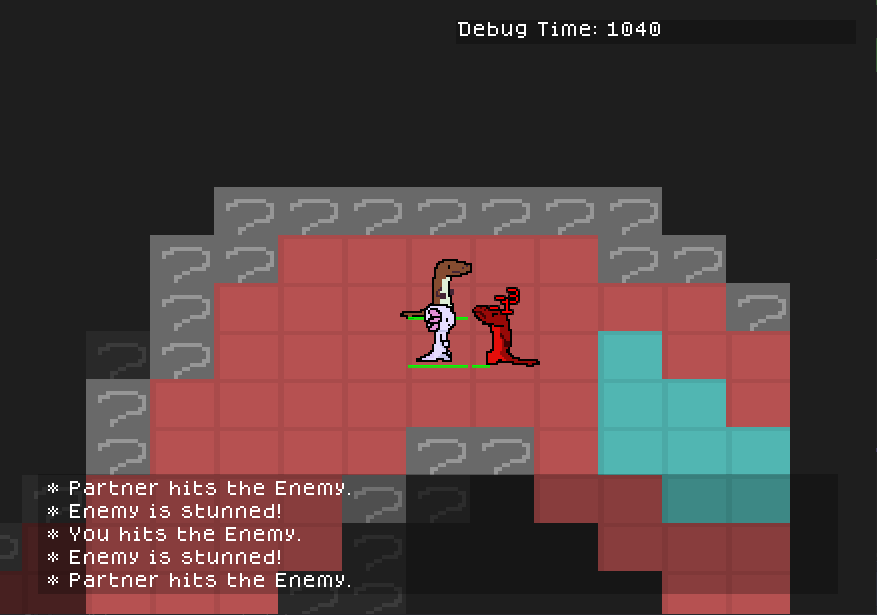 Debug Time: 1040
* Partner hits the Enemy.
* Enemy is stunned!
* You hits the Enemy.
* Enemy is stunned!
* Partner hits the Enemy.